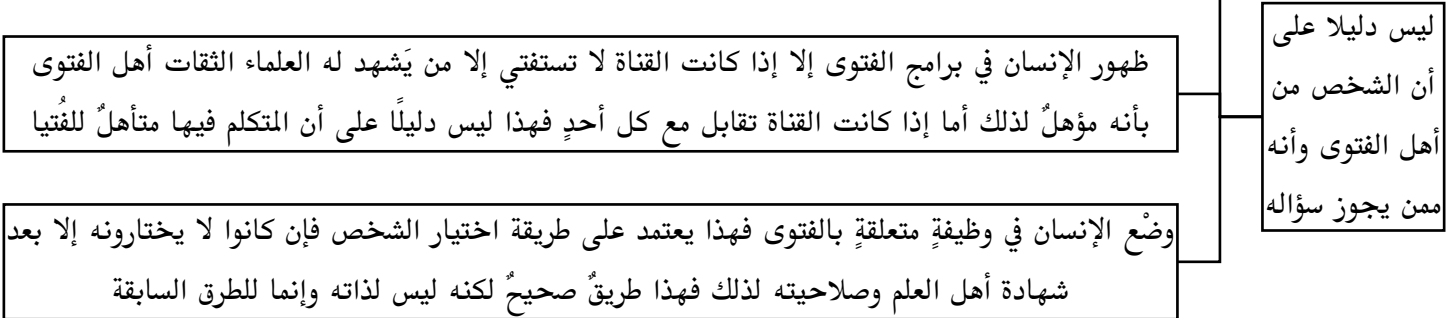 ليس دليلا على
أن الشخص من
أهل الفتوى وأنه
ممن يجوز سؤاله
ظهور الإنسان في برامج الفتوى إلا إذا كانت القناة لا تستفتي إلا من يَشهد له العلماء الثقات أهل الفتوى
بأنه مؤهلٌ لذلك أما إذا كانت القناة تقابل مع كل أحدٍ فهذا ليس دليلًا على أن المتكلم فيها متأهلٌ للفُتيا
وضْع الإنسان في وظيفةٍ متعلقةٍ بالفتوى فهذا يعتمد على طريقة اختيار الشخص فإن كانوا لا يختارونه إلا بعد
شهادة أهل العلم وصلاحيته لذلك فهذا طريقٌ صحيحٌ لكنه ليس لذاته وإنما للطرق السابقة